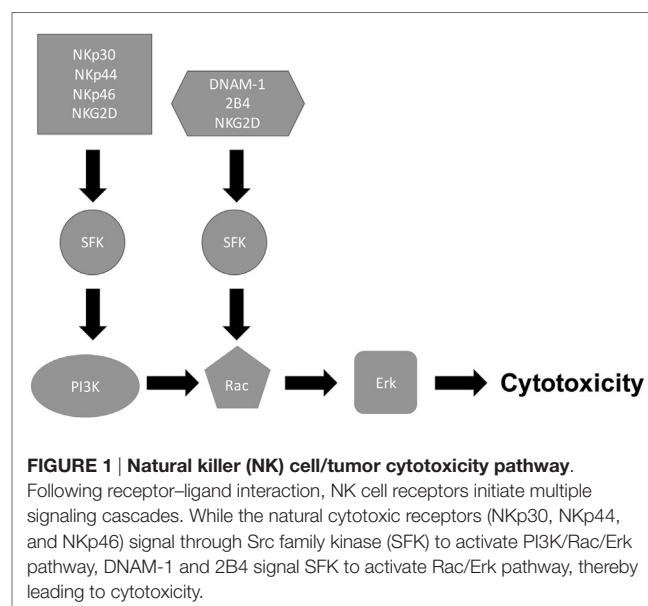 NKp30
NKp44
NKp46
NKG2D
DNAM-1
2B4
NKG2D
SFK
SFK
PI3K
Rac
Erk
Cytotoxicity
FIGURE 1 | Natural killer (NK) cell/tumor cytotoxicity pathway.
Following receptor–ligand interaction, NK cell receptors initiate multiple
signaling cascades. While the natural cytotoxic receptors (NKp30, NKp44,
and NKp46) signal through Src family kinase (SFK) to activate PI3K/Rac/Erk
pathway, DNAM-1 and 2B4 signal SFK to activate Rac/Erk pathway, thereby
leading to cytotoxicity.